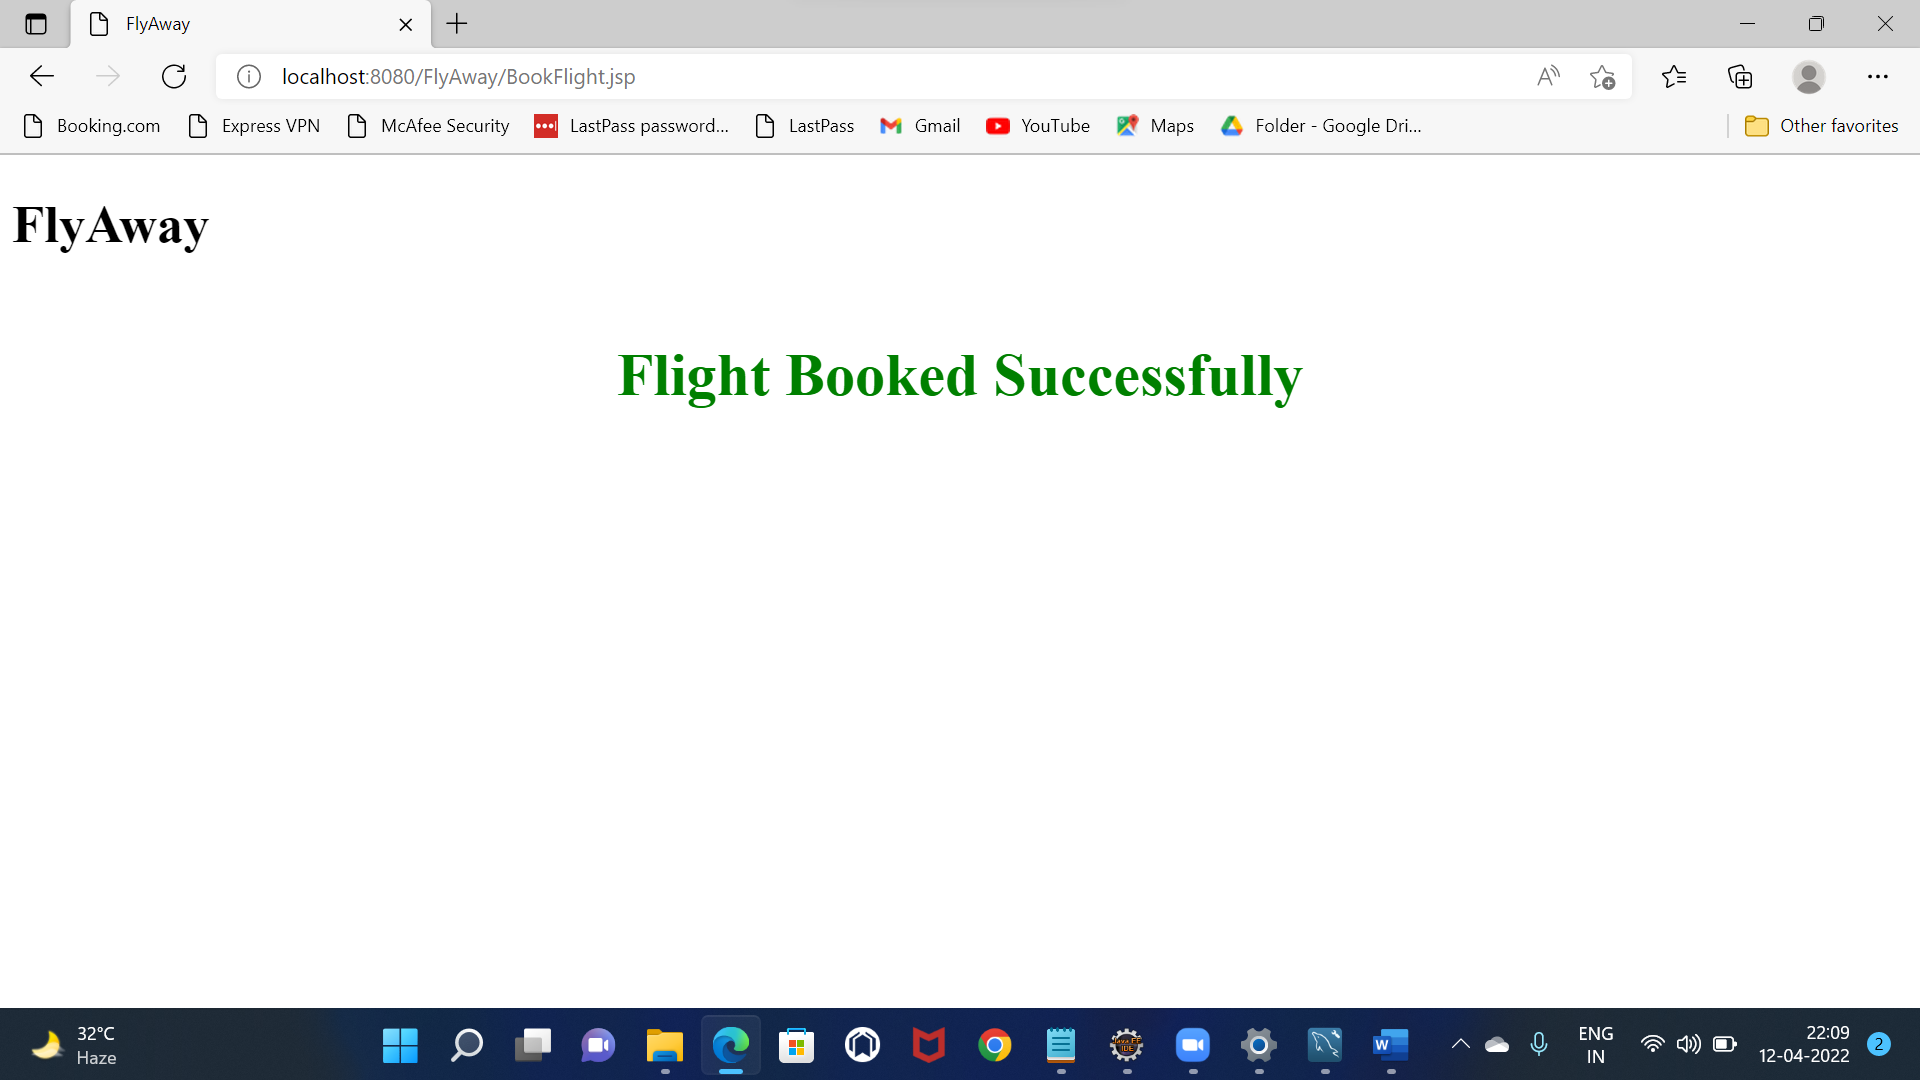 FlyAway
localhost:8080/FlyAway/BookFlight.jsp
Booking.com Express VPN McAfee Security LastPass password... LastPass Gmail YouTube Maps Folder - Google Dri... Other favorites
FlyAway
Flight Booked Successfully
32°C
Haze
ENG
IN
22:09
12-04-2022
2